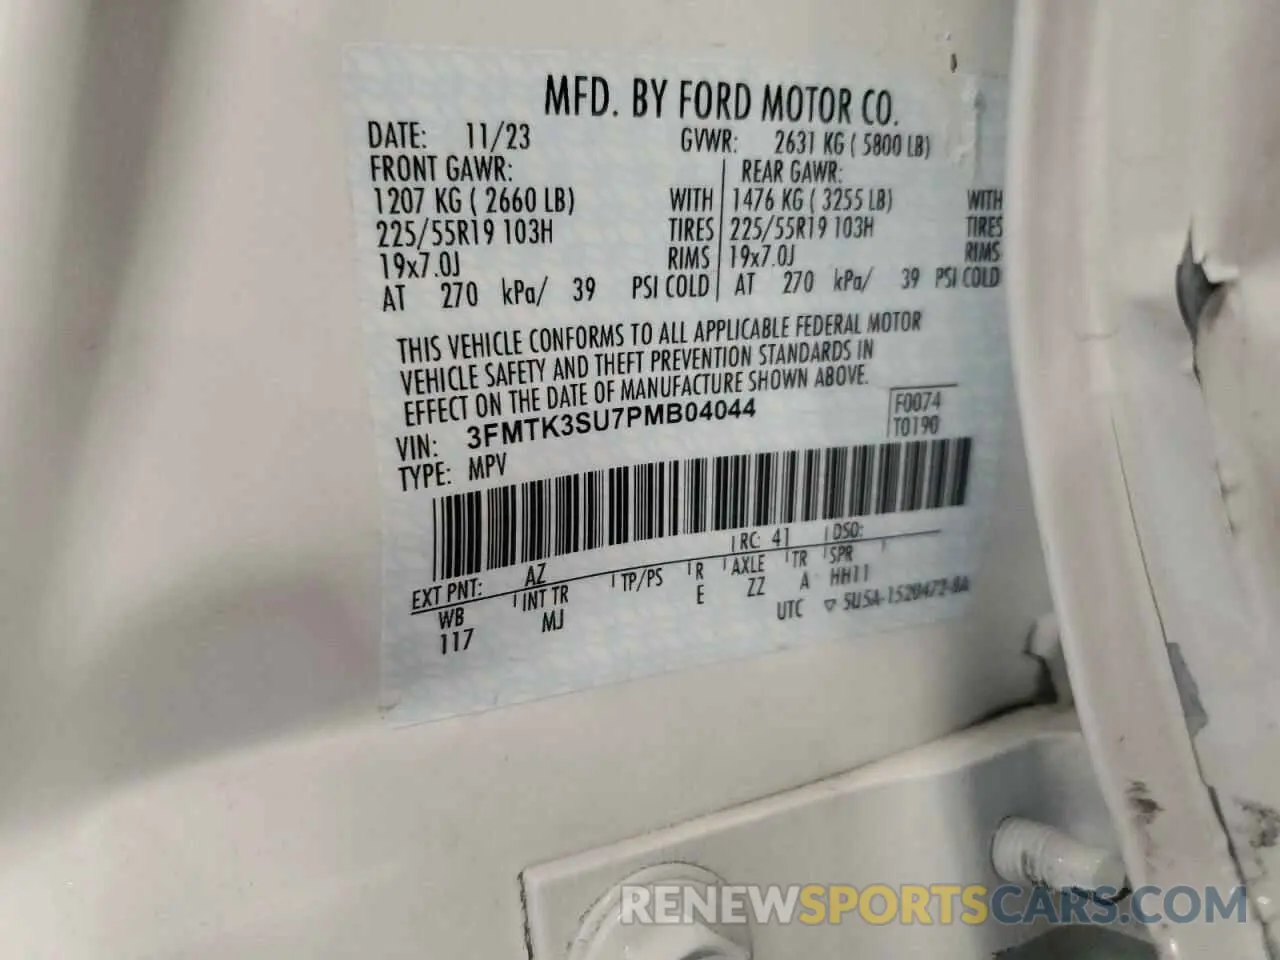 MFD. BY FORD MOTOR CO.
DATE: 11/23 GVWR: 2631 KG ( 5800 LB)
FRONT GAWR: REAR GAWR:
1207 KG ( 2660 LB) WITH 1476 KG ( 3255 LB) WITH
225/55R19 103H TIRES 225/55R19 103H TIRES
19x7.0J RIMS 19x7.0J RIMS
AT 270 kPa/ 39 PSI COLD AT 270 kPa/ 39 PSI COLD
THIS VEHICLE CONFORMS TO ALL APPLICABLE FEDERAL MOTOR
VEHICLE SAFETY AND THEFT PREVENTION STANDARDS IN
EFFECT ON THE DATE OF MANUFACTURE SHOWN ABOVE.
VIN: 3FMTK3SU7PMB04044 F0074
TYPE: MPV T0190
EXT PNT: AZ RC: 41 DSO:
WB INT TR TP/PS R AXLE TR SPR
117 MJ E ZZ A HH11
UTC ▽ 5U5A-1520472-BA
RENEWSPORTSCARS.COM